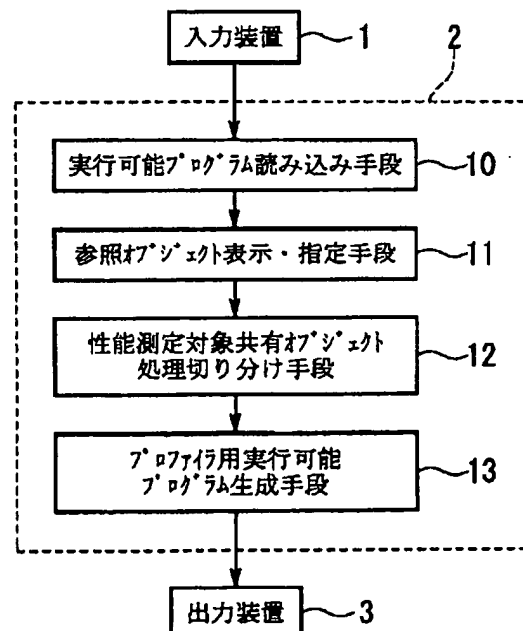 入力装置 1
2
実行可能ﾌﾟﾛｸﾞﾗﾑ読み込み手段 10
参照ｵﾌﾞｼﾞｪｸﾄ表示・指定手段 11
性能測定対象共有ｵﾌﾞｼﾞｪｸﾄ
処理切り分け手段 12
ﾌﾟﾛﾌｧｲﾗ用実行可能
ﾌﾟﾛｸﾞﾗﾑ生成手段 13
出力装置 3